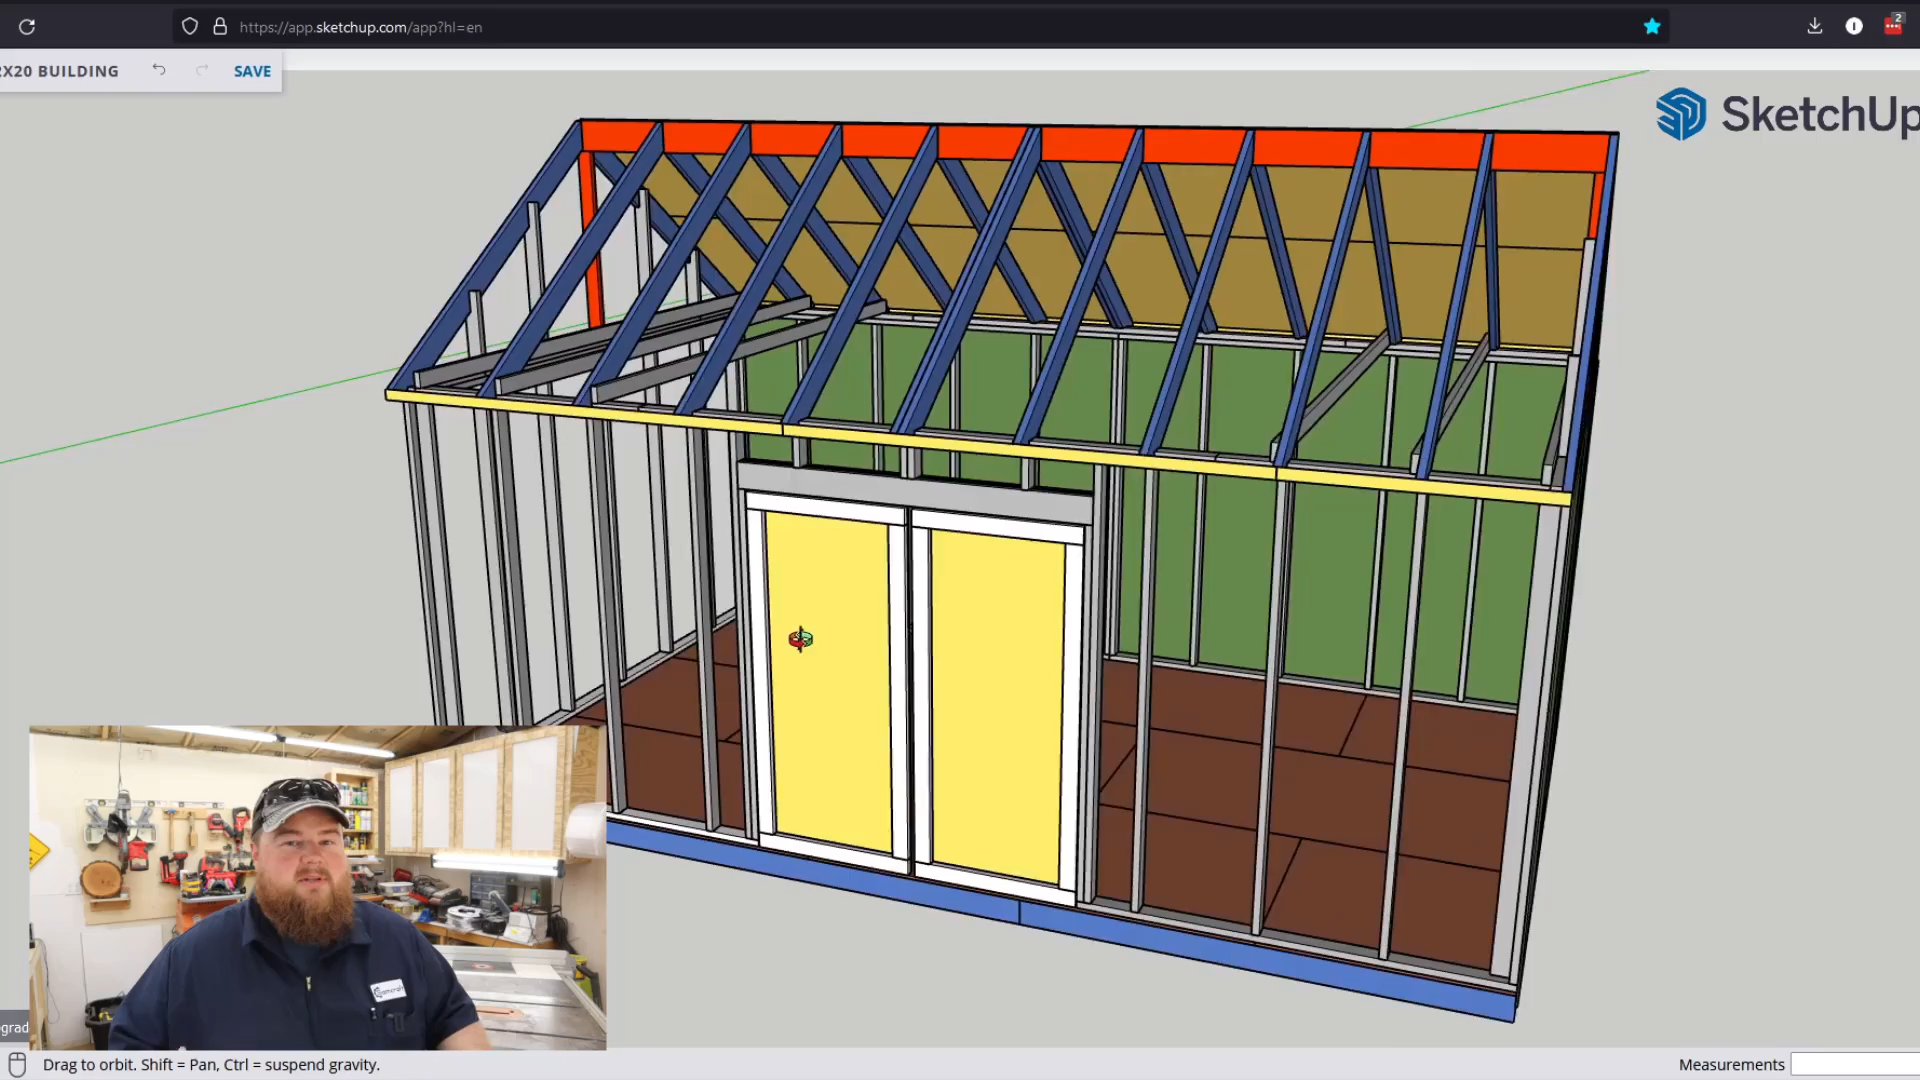 https://app.sketchup.com/app?hl=en
2
X20 BUILDING
SAVE
SketchUp
Drag to orbit. Shift = Pan, Ctrl = suspend gravity.
Measurements